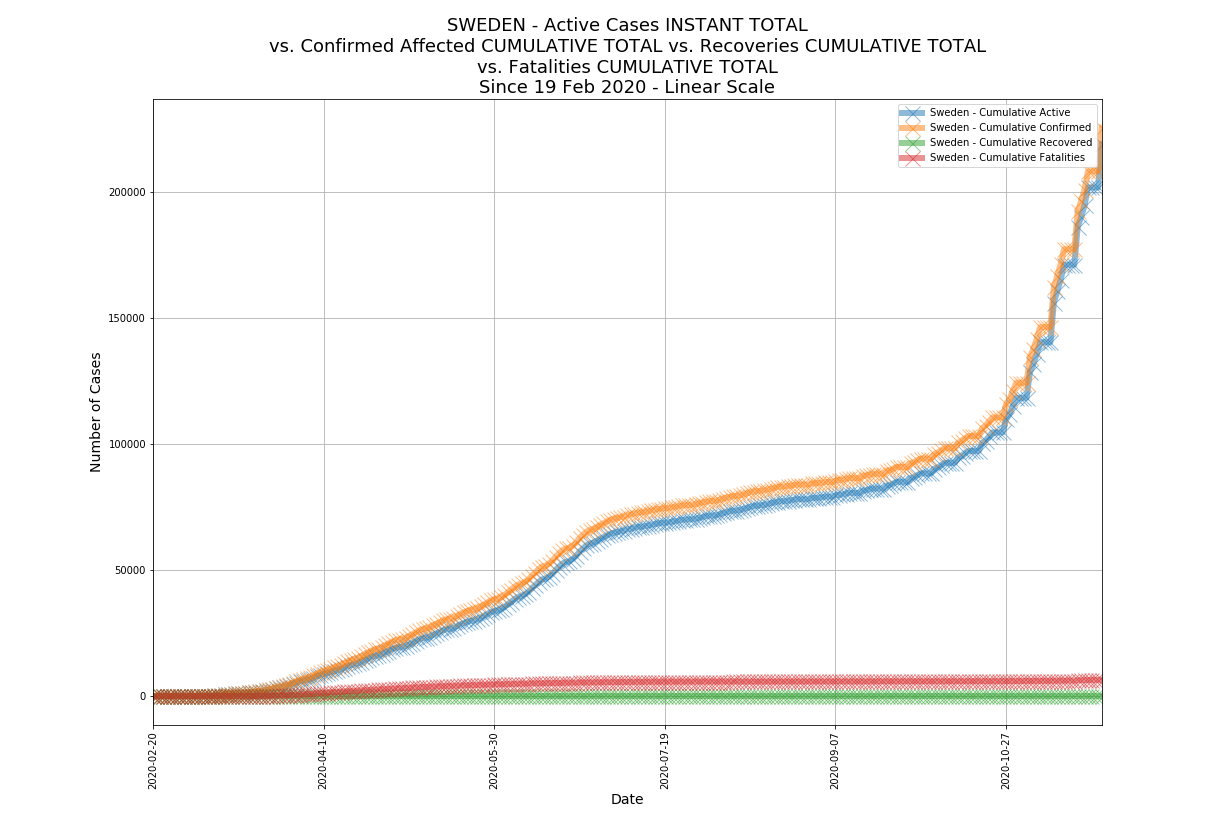 SWEDEN - Active Cases INSTANT TOTAL
vs. Confirmed Affected CUMULATIVE TOTAL vs. Recoveries CUMULATIVE TOTAL
vs. Fatalities CUMULATIVE TOTAL
Since 19 Feb 2020 - Linear Scale
Sweden - Cumulative Active
Sweden - Cumulative Confirmed
Sweden - Cumulative Recovered
Sweden - Cumulative Fatalities
Number of Cases
200000
150000
100000
50000
0
2020-02-20
2020-04-10
2020-05-30
2020-07-19
2020-09-07
2020-10-27
Date